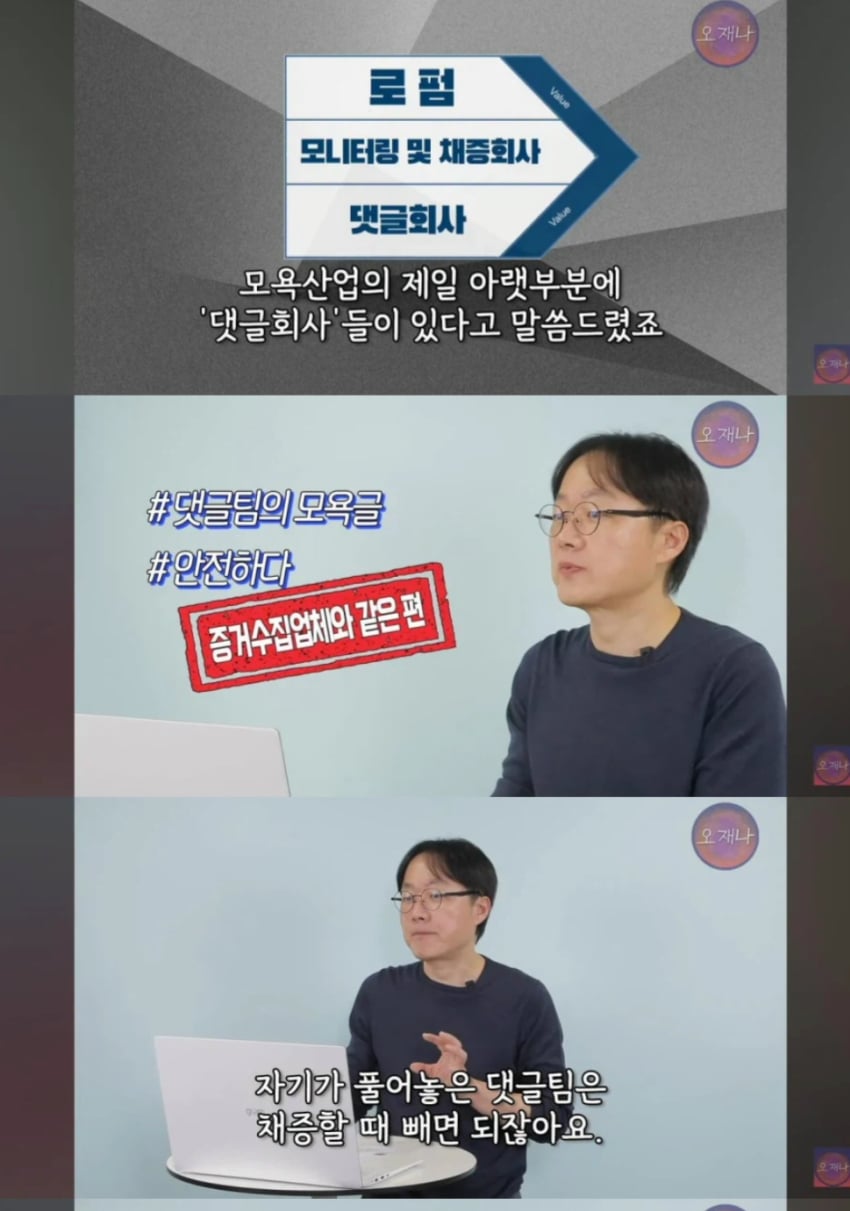 오재나
로펌
Value
모니터링 및 채증회사
댓글회사
Value
모욕산업의 제일 아랫부분에
'댓글회사'들이 있다고 말씀드렸죠
오재나
오재나
#댓글팀의 모욕글
#안전하다
증거수집업체와 같은 편
오재나
오재나
자기가 풀어놓은 댓글팀은
채증할 때 빼면 되잖아요.
오재나